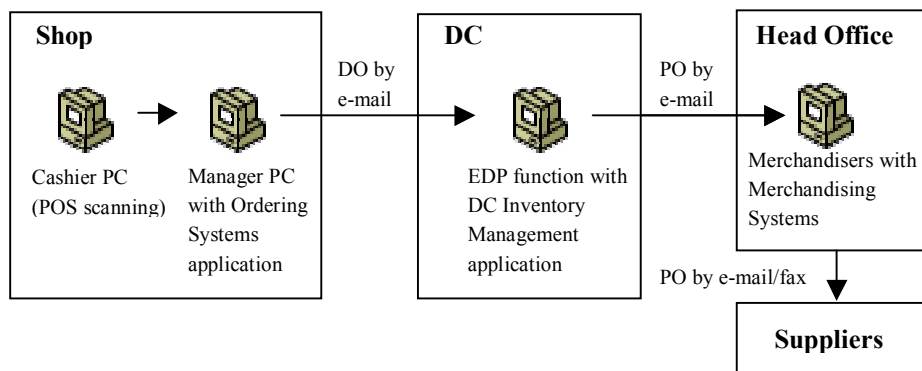 Shop
Cashier PC
(POS scanning)
Manager PC
with Ordering
Systems
application
DO by
e-mail
DC
EDP function with
DC Inventory
Management
application
PO by
e-mail
Head Office
Merchandisers with
Merchandising
Systems
PO by e-mail/fax
Suppliers